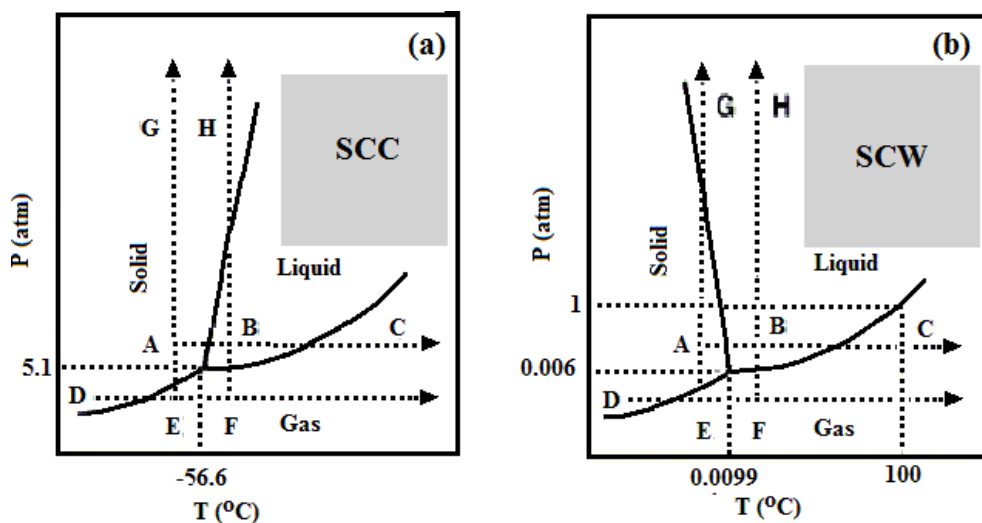 (a)
G H
SCC
P (atm)
Solid
Liquid
A B C
5.1
D
E F Gas
-56.6
T (°C)
(b)
G H
SCW
P (atm)
Solid
Liquid
1
A B C
0.006
D
E F Gas
0.0099 100
T (°C)